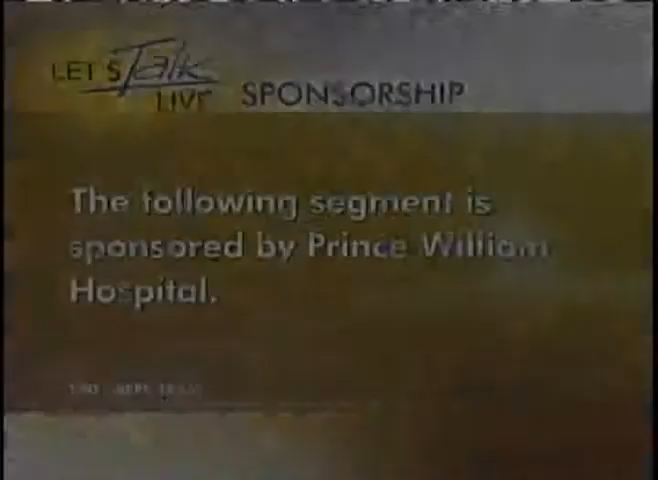 LET'S Talk
LIVE SPONSORSHIP
The following segment is
sponsored by Prince William
Hospital.